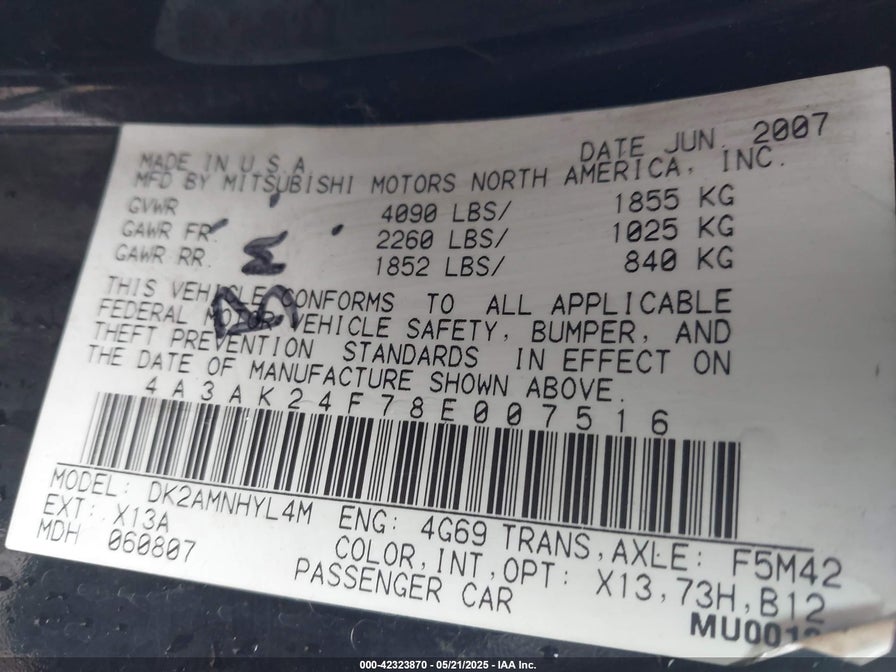 DATE JUN. 2007
MADE IN U.S.A
MFD BY MITSUBISHI MOTORS NORTH AMERICA, INC.
GVWR 4090 LBS/ 1855 KG
GAWR FR. 2260 LBS/ 1025 KG
GAWR RR. 1852 LBS/ 840 KG
THIS VEHICLE CONFORMS TO ALL APPLICABLE
FEDERAL MOTOR VEHICLE SAFETY, BUMPER, AND
THEFT PREVENTION STANDARDS IN EFFECT ON
THE DATE OF MANUFACTURE SHOWN ABOVE.
4A3AK24F78E007516
MODEL: DK2AMNHYL4M ENG: 4G69 TRANS,AXLE: F5M42
EXT: X13A COLOR,INT,OPT: X13,73H,B12
MDH 060807 PASSENGER CAR
000-42323870 - 05/21/2025 - IAA Inc.